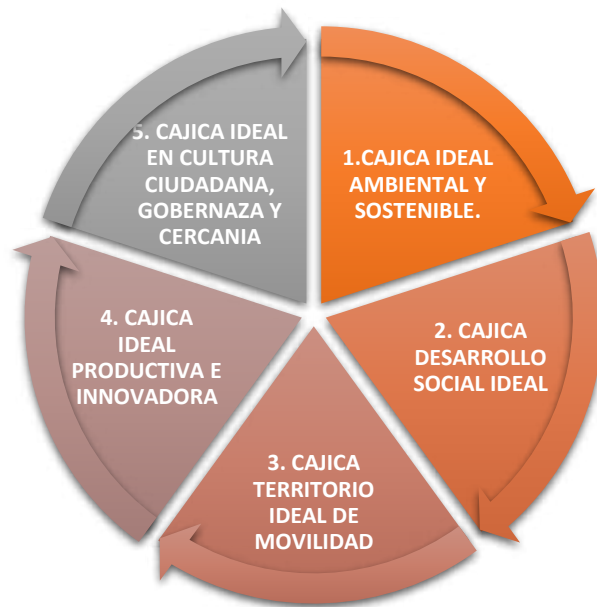 1.CAJICA IDEAL
AMBIENTAL Y
SOSTENIBLE.
2. CAJICA
DESARROLLO
SOCIAL IDEAL
3. CAJICA
TERRITORIO
IDEAL DE
MOVILIDAD
4. CAJICA
IDEAL
PRODUCTIVA E
INNOVADORA
5. CAJICA IDEAL
EN CULTURA
CIUDADANA,
GOBERNAZA Y
CERCANIA